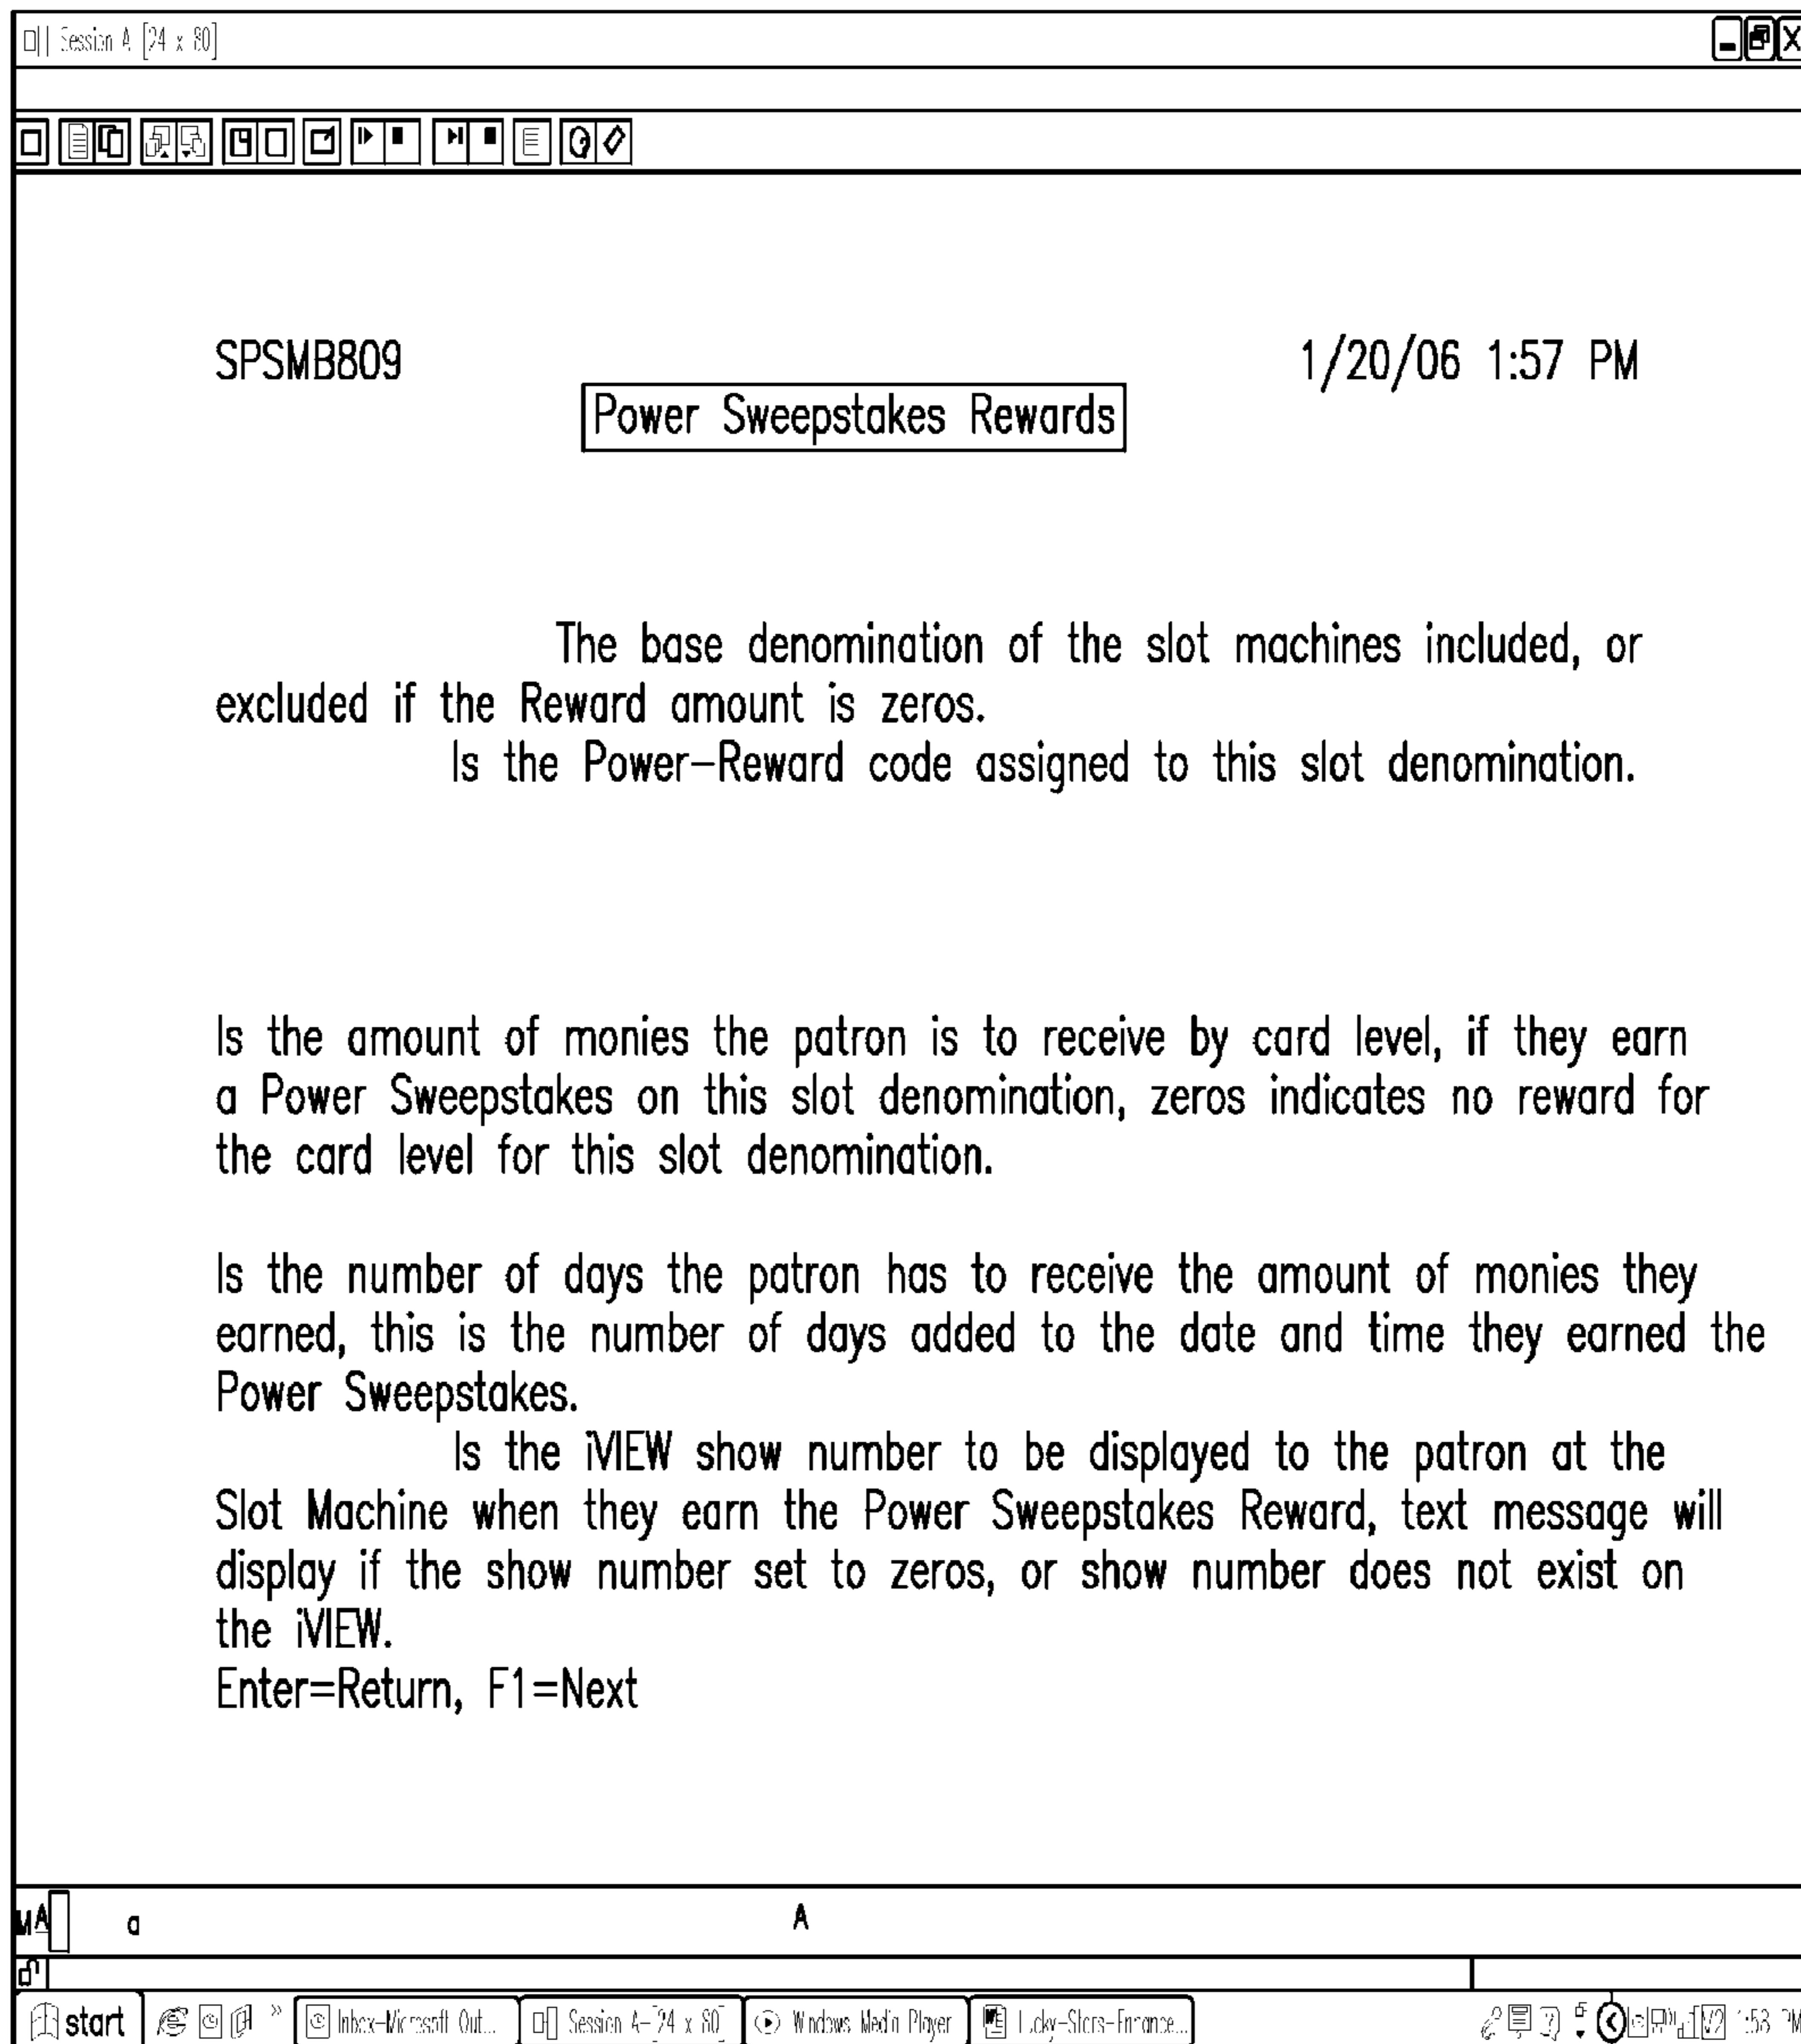 Session A [24 x 80]
SPSMB809
1/20/06 1:57 PM
Power Sweepstakes Rewards
The base denomination of the slot machines included, or
excluded if the Reward amount is zeros.
Is the Power-Reward code assigned to this slot denomination.
Is the amount of monies the patron is to receive by card level, if they earn
a Power Sweepstakes on this slot denomination, zeros indicates no reward for
the card level for this slot denomination.
Is the number of days the patron has to receive the amount of monies they
earned, this is the number of days added to the date and time they earned the
Power Sweepstakes.
Is the iVIEW show number to be displayed to the patron at the
Slot Machine when they earn the Power Sweepstakes Reward, text message will
display if the show number set to zeros, or show number does not exist on
the iVIEW.
Enter=Return, F1=Next
MA a A
start » Inbox-Microsoft Out... Session A-[24 x 80] Windows Media Player 1:58 PM